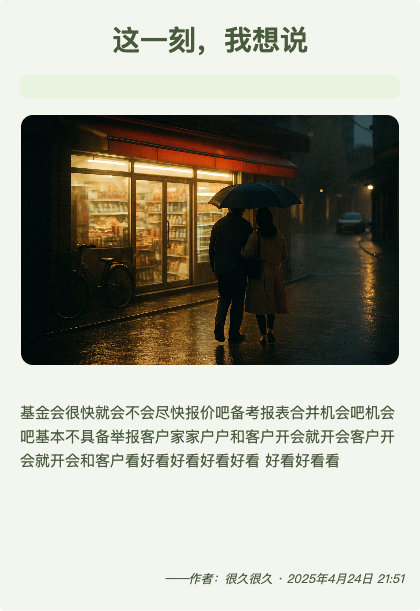 这一刻，我想说
基金会很快就会不会尽快报价吧备考报表合并机会吧机会
吧基本不具备举报客户家家户户和客户开会就开会客户开
会就开会和客户看好看好看好看好看 好看好看看
——作者：很久很久 · 2025年4月24日 21:51